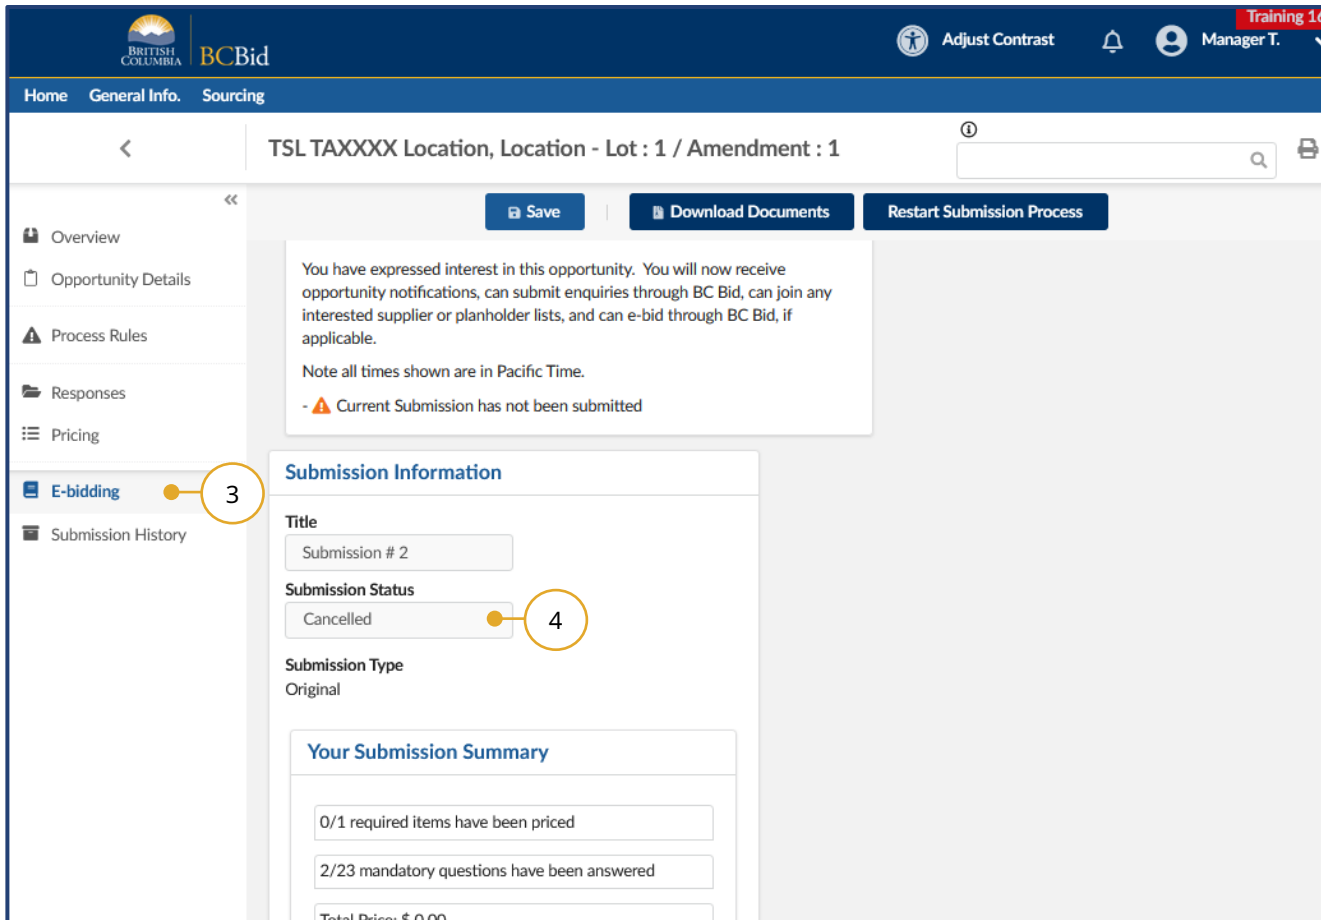 Training 16
BRITISH
COLUMBIA
BCBid
Adjust Contrast
Manager T.
Home General Info. Sourcing
TSL TAXXXX Location, Location - Lot : 1 / Amendment : 1
Save
Download Documents
Restart Submission Process
Overview
Opportunity Details
Process Rules
Responses
Pricing
E-bidding
3
Submission History
You have expressed interest in this opportunity. You will now receive
opportunity notifications, can submit enquiries through BC Bid, can join any
interested supplier or planholder lists, and can e-bid through BC Bid, if
applicable.
Note all times shown are in Pacific Time.
- Current Submission has not been submitted
Submission Information
Title
Submission # 2
Submission Status
Cancelled
4
Submission Type
Original
Your Submission Summary
0/1 required items have been priced
2/23 mandatory questions have been answered
Total Price: $ 0.00